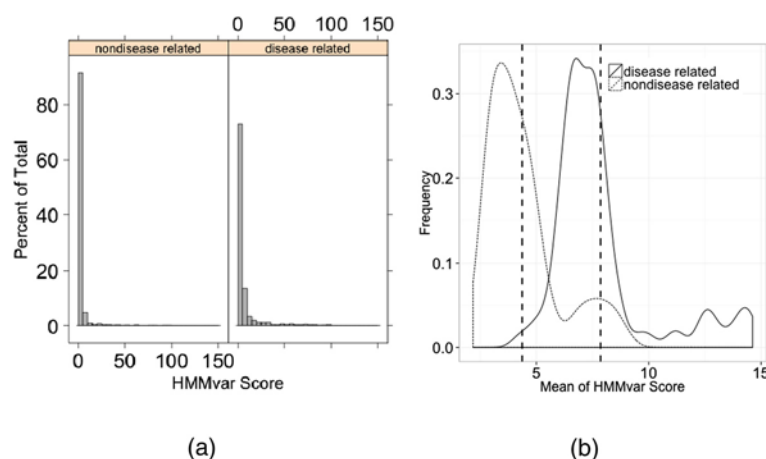 0 50 100 150
nondisease related disease related
80
60
40
20
0
Percent of Total
0 50 100 150
HMMvar Score
(a)
disease related
nondisease related
0.3
0.2
0.1
0.0
Frequency
5 10 15
Mean of HMMvar Score
(b)